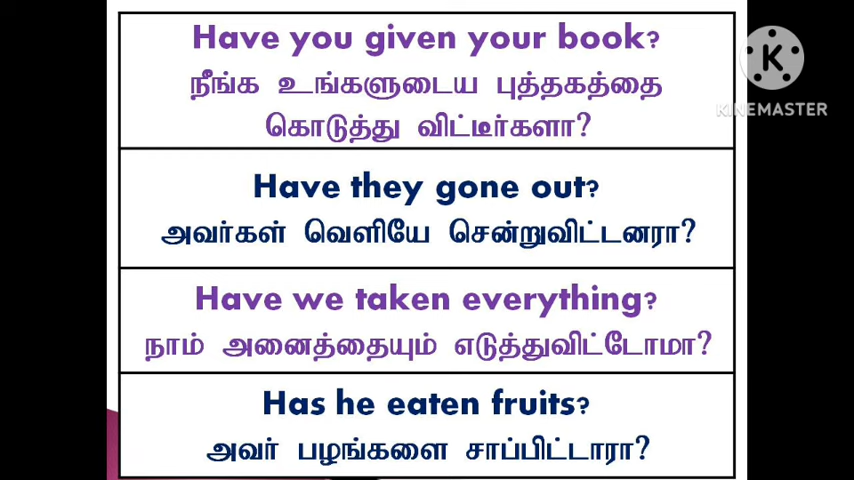 Have you given your book?
நீங்க உங்களுடைய புத்தகத்தை
கொடுத்து விட்டீர்களா?
Have they gone out?
அவர்கள் வெளியே சென்றுவிட்டனரா?
Have we taken everything?
நாம் அனைத்தையும் எடுத்துவிட்டோமா?
Has he eaten fruits?
அவர் பழங்களை சாப்பிட்டாரா?
K
KINEMASTER